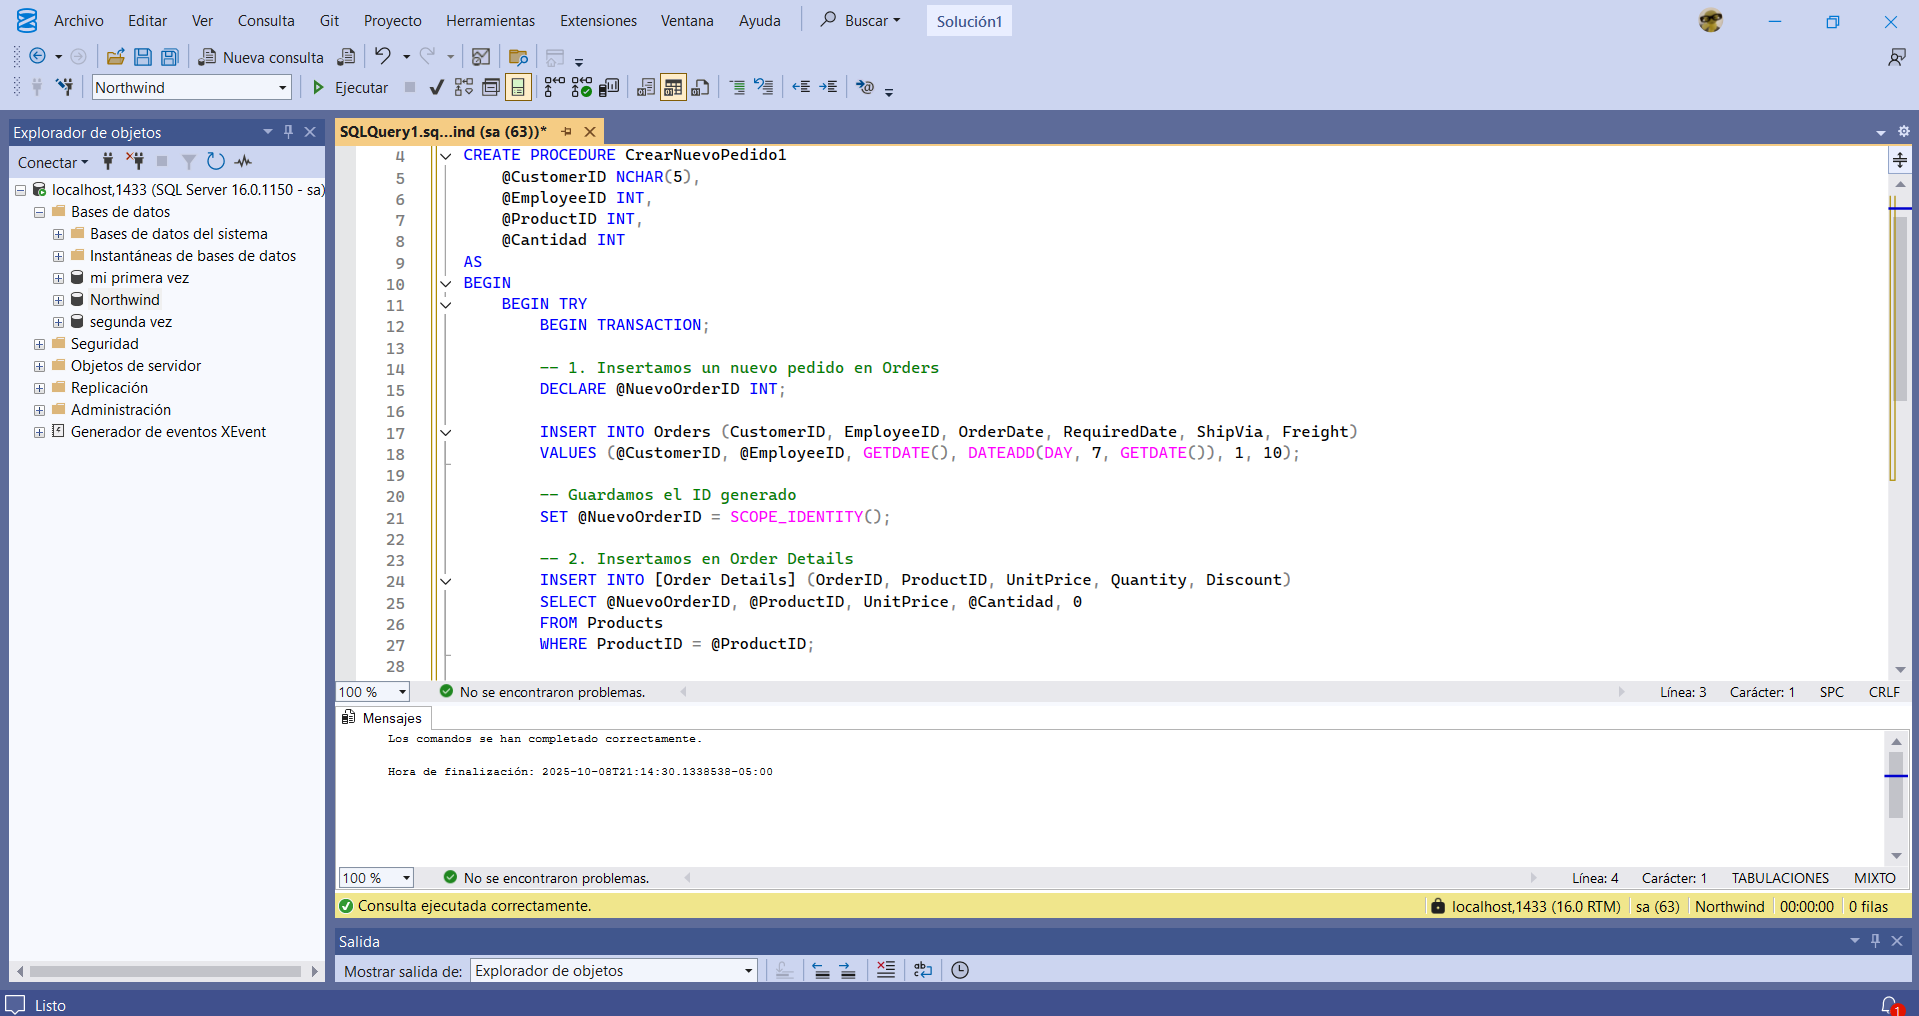 Archivo Editar Ver Consulta Git Proyecto Herramientas Extensiones Ventana Ayuda Buscar Solución1
Nueva consulta
Northwind Ejecutar
Explorador de objetos
Conectar
localhost,1433 (SQL Server 16.0.1150 - sa)
Bases de datos
Bases de datos del sistema
Instantáneas de bases de datos
mi primera vez
Northwind
segunda vez
Seguridad
Objetos de servidor
Replicación
Administración
Generador de eventos XEvent
SQLQuery1.sq...ind (sa (63))*
4 CREATE PROCEDURE CrearNuevoPedido1
5 @CustomerID NCHAR(5),
6 @EmployeeID INT,
7 @ProductID INT,
8 @Cantidad INT
9 AS
10 BEGIN
11 BEGIN TRY
12 BEGIN TRANSACTION;
13
14 -- 1. Insertamos un nuevo pedido en Orders
15 DECLARE @NuevoOrderID INT;
16
17 INSERT INTO Orders (CustomerID, EmployeeID, OrderDate, RequiredDate, ShipVia, Freight)
18 VALUES (@CustomerID, @EmployeeID, GETDATE(), DATEADD(DAY, 7, GETDATE()), 1, 10);
19
20 -- Guardamos el ID generado
21 SET @NuevoOrderID = SCOPE_IDENTITY();
22
23 -- 2. Insertamos en Order Details
24 INSERT INTO [Order Details] (OrderID, ProductID, UnitPrice, Quantity, Discount)
25 SELECT @NuevoOrderID, @ProductID, UnitPrice, @Cantidad, 0
26 FROM Products
27 WHERE ProductID = @ProductID;
28
100 % No se encontraron problemas. Línea: 3 Carácter: 1 SPC CRLF
Mensajes
Los comandos se han completado correctamente.
Hora de finalización: 2025-10-08T21:14:30.1338538-05:00
100 % No se encontraron problemas. Línea: 4 Carácter: 1 TABULACIONES MIXTO
Consulta ejecutada correctamente. localhost,1433 (16.0 RTM) sa (63) Northwind 00:00:00 0 filas
Salida
Mostrar salida de: Explorador de objetos
Listo 1